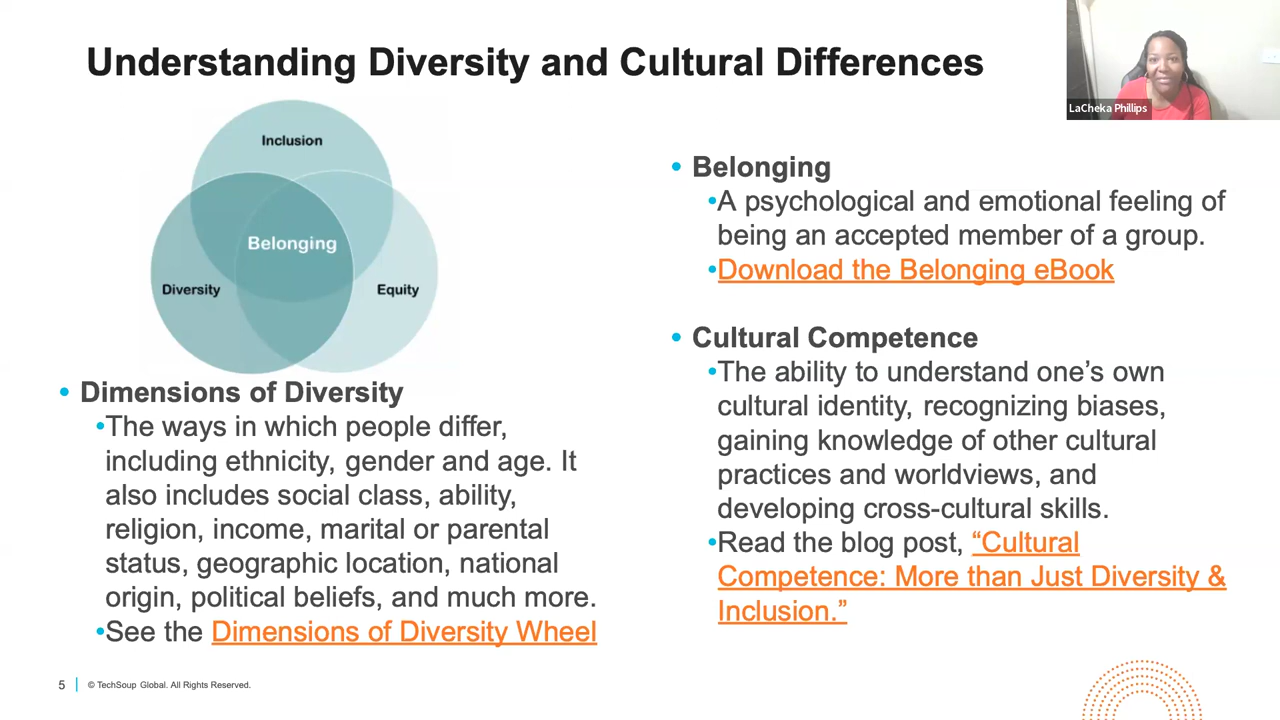 Understanding Diversity and Cultural Differences
LaCheka Phillips
Inclusion
Belonging
Diversity
Equity
• Dimensions of Diversity
•The ways in which people differ,
including ethnicity, gender and age. It
also includes social class, ability,
religion, income, marital or parental
status, geographic location, national
origin, political beliefs, and much more.
•See the Dimensions of Diversity Wheel
• Belonging
•A psychological and emotional feeling of
being an accepted member of a group.
•Download the Belonging eBook
• Cultural Competence
•The ability to understand one’s own
cultural identity, recognizing biases,
gaining knowledge of other cultural
practices and worldviews, and
developing cross-cultural skills.
•Read the blog post, “Cultural
Competence: More than Just Diversity &
Inclusion.”
5 | © TechSoup Global. All Rights Reserved.